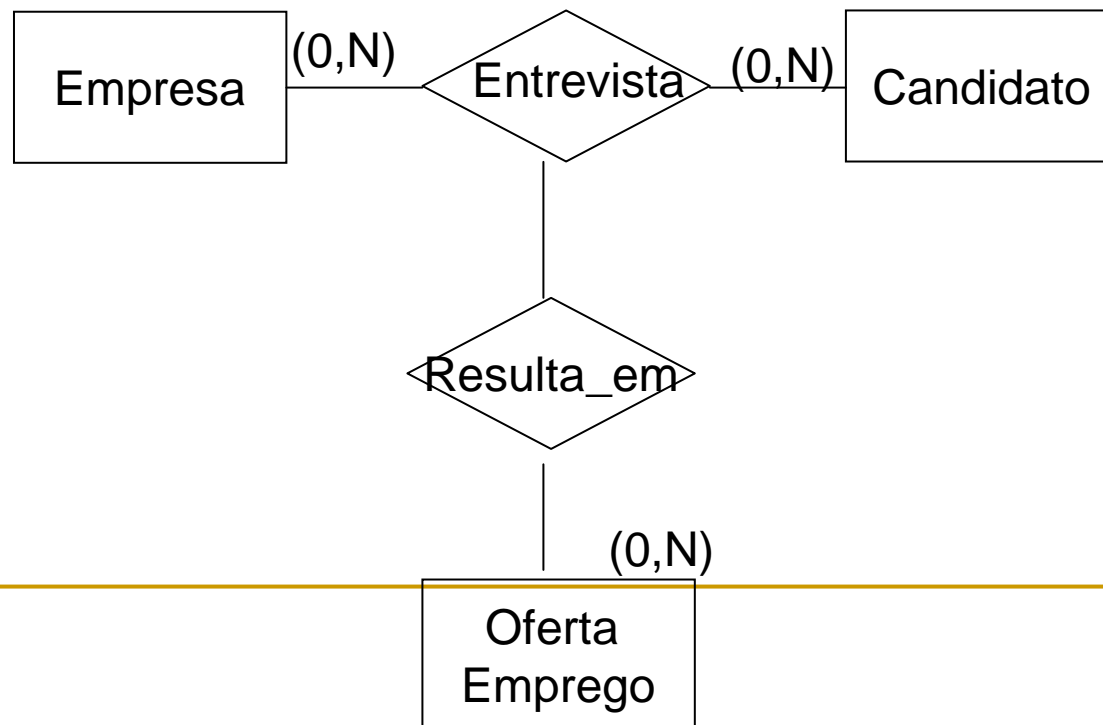 (0,N)
(0,N)
Empresa
Entrevista
Candidato
Resulta_em
(0,N)
Oferta
Emprego